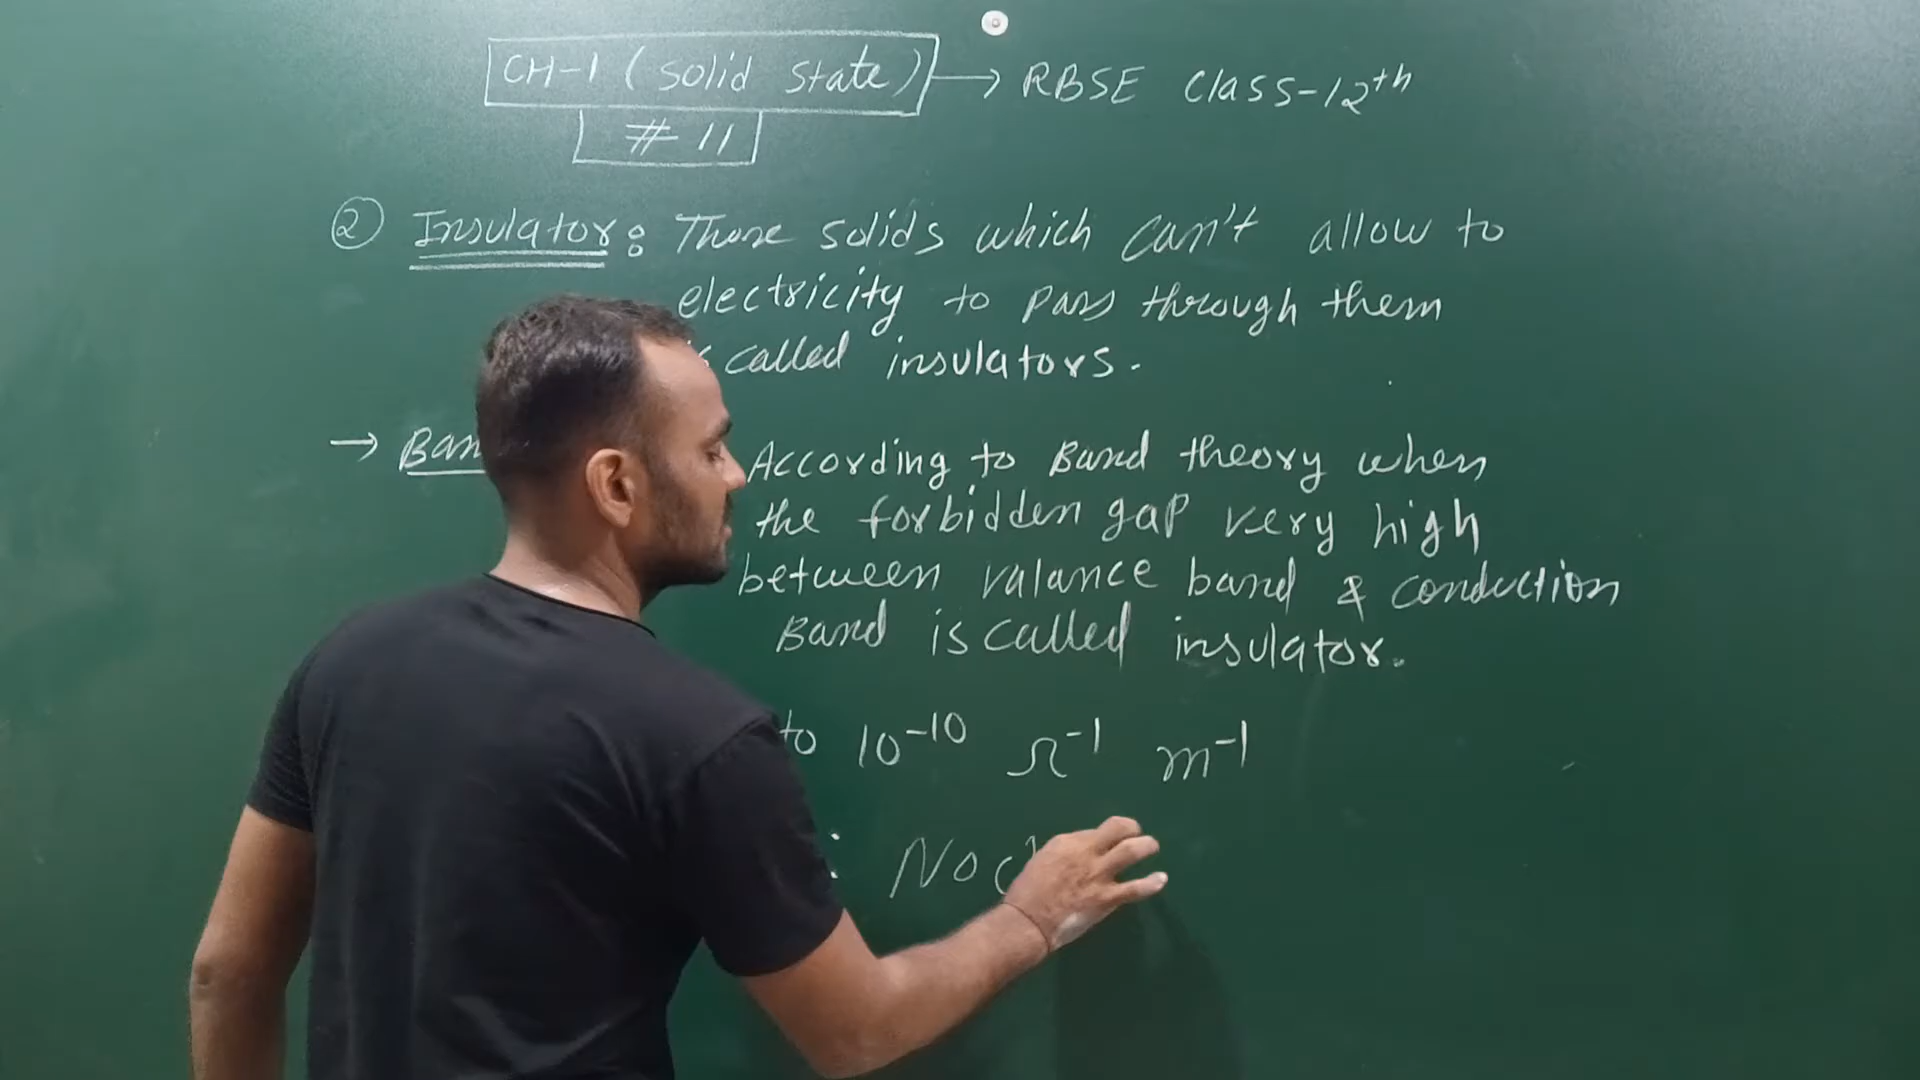 CH-1 (solid state) → RBSE Class-12th
# 11
② Insulator: Those solids which can't allow to
electricity to pass through them
called insulators.
→ According to Band theory when
the forbidden gap very high
between valance band & conduction
Band is called insulator.
to 10⁻¹⁰ Ω⁻¹ m⁻¹
: